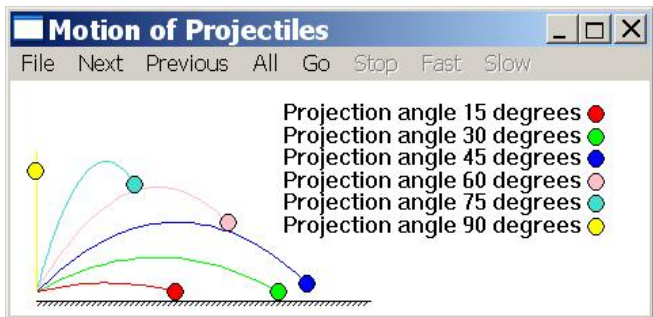 Motion of Projectiles
File Next Previous All Go Stop Fast Slow
Projection angle 15 degrees
Projection angle 30 degrees
Projection angle 45 degrees
Projection angle 60 degrees
Projection angle 75 degrees
Projection angle 90 degrees